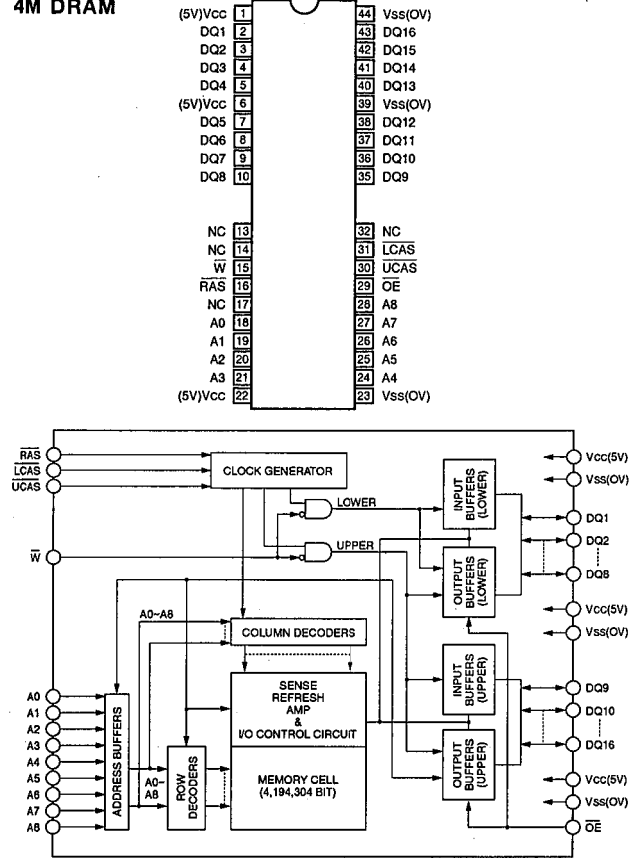 4M DRAM
(5V)Vcc 1 44 Vss(OV)
DQ1 2 43 DQ16
DQ2 3 42 DQ15
DQ3 4 41 DQ14
DQ4 5 40 DQ13
(5V)Vcc 6 39 Vss(OV)
DQ5 7 38 DQ12
DQ6 8 37 DQ11
DQ7 9 36 DQ10
DQ8 10 35 DQ9
NC 13 32 NC
NC 14 31 LCAS
W 15 30 UCAS
RAS 16 29 OE
NC 17 28 A8
A0 18 27 A7
A1 19 26 A6
A2 20 25 A5
A3 21 24 A4
(5V)Vcc 22 23 Vss(OV)
RAS
LCAS
UCAS
W
CLOCK GENERATOR
LOWER
UPPER
INPUT
BUFFERS
(LOWER)
OUTPUT
BUFFERS
(LOWER)
Vcc(5V)
Vss(OV)
DQ1
DQ2
DQ8
Vcc(5V)
Vss(OV)
A0~A8
COLUMN DECODERS
SENSE
REFRESH
AMP
&
I/O CONTROL CIRCUIT
MEMORY CELL
(4,194,304 BIT)
INPUT
BUFFERS
(UPPER)
OUTPUT
BUFFERS
(UPPER)
DQ9
DQ10
DQ16
Vcc(5V)
Vss(OV)
OE
A0
A1
A2
A3
A4
A5
A6
A7
A8
ADDRESS BUFFERS
A0~
A8
ROW
DECODERS